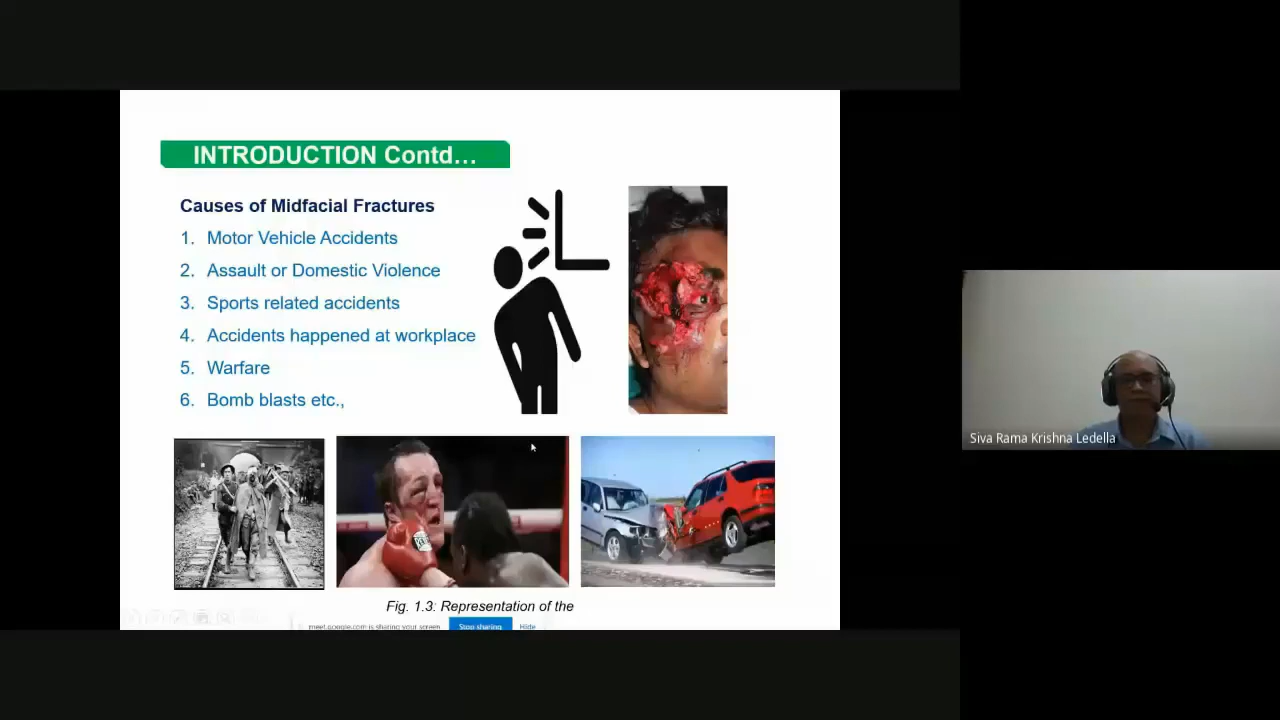 INTRODUCTION Contd...
Causes of Midfacial Fractures
1. Motor Vehicle Accidents
2. Assault or Domestic Violence
3. Sports related accidents
4. Accidents happened at workplace
5. Warfare
6. Bomb blasts etc.,
Siva Rama Krishna Ledella
Fig. 1.3: Representation of the
meet.google.com is sharing your screen
Stop sharing
Hide